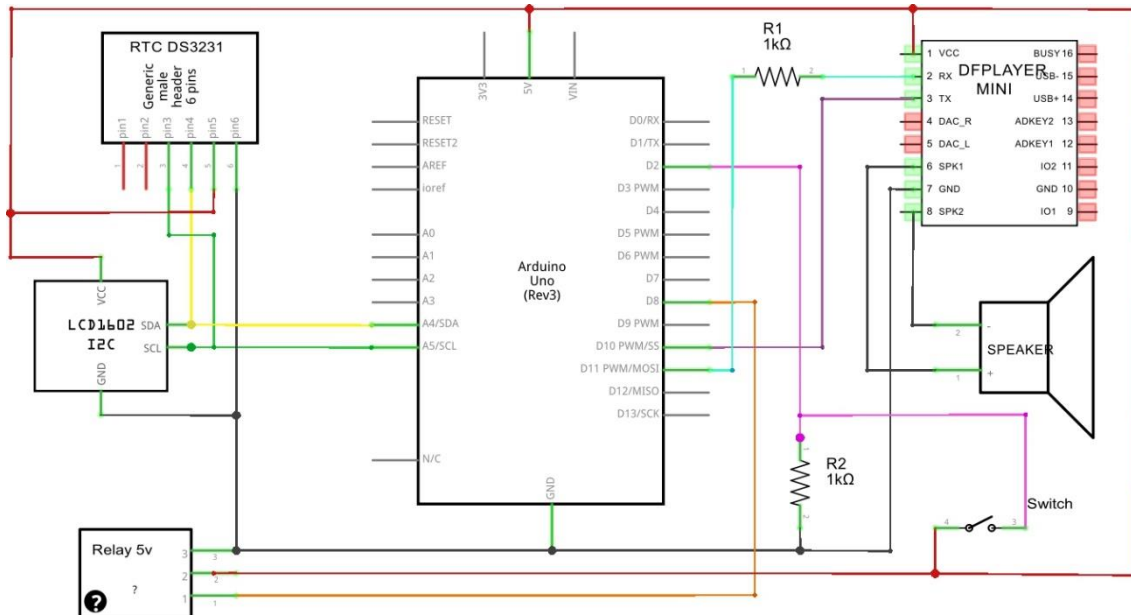 RTC DS3231
Generic
male
header
6 pins
pin1
pin2
pin3
pin4
pin5
pin6
1
2
3
4
5
6
VCC
LCD1602
I2C
SDA
SCL
GND
Relay 5v
?
?
3
2
1
3
2
1
3V3
5V
VIN
RESET
RESET2
AREF
ioref
A0
A1
A2
A3
A4/SDA
A5/SCL
N/C
Arduino
Uno
(Rev3)
D0/RX
D1/TX
D2
D3 PWM
D4
D5 PWM
D6 PWM
D7
D8
D9 PWM
D10 PWM/SS
D11 PWM/MOSI
D12/MISO
D13/SCK
GND
R1
1kΩ
1
2
R2
1kΩ
1
2
DFPLAYER
MINI
1 VCC
2 RX
3 TX
4 DAC_R
5 DAC_L
6 SPK1
7 GND
8 SPK2
BUSY 16
USB- 15
USB+ 14
ADKEY2 13
ADKEY1 12
IO2 11
GND 10
IO1 9
SPEAKER
2 -
1 +
Switch
4
3